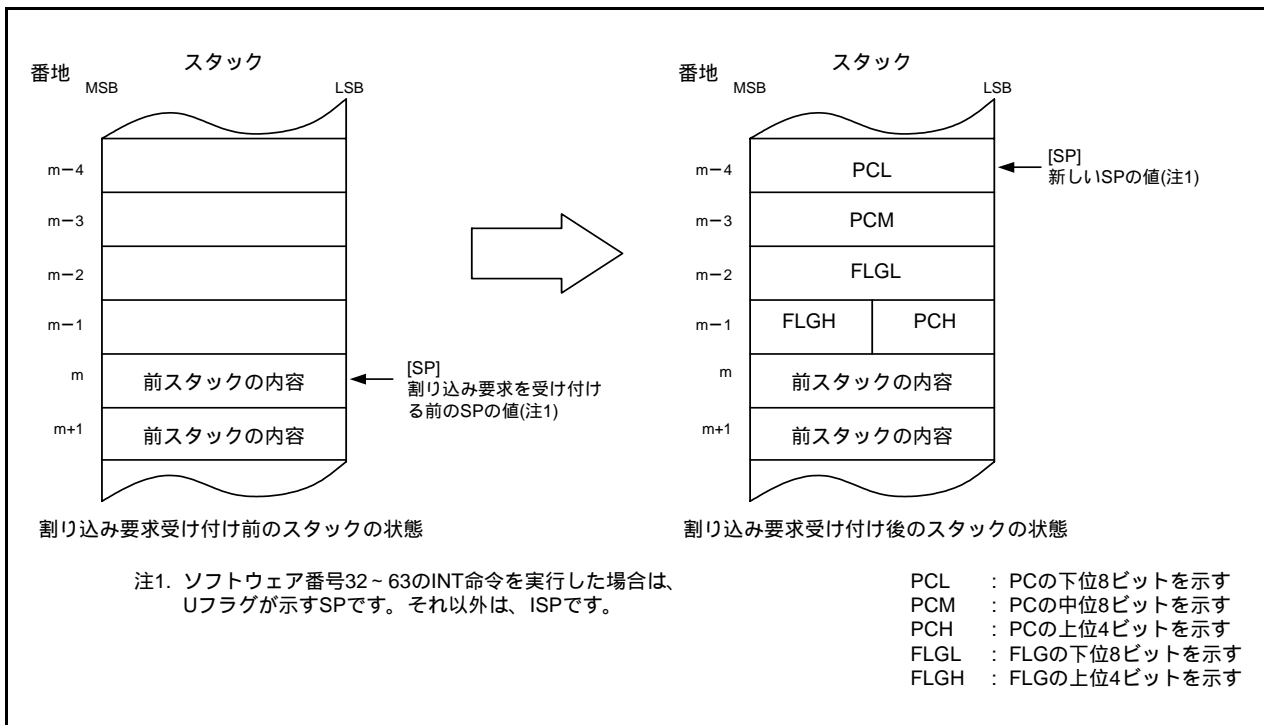 スタック
番地
MSB
LSB
m－4
m－3
m－2
m－1
m
前スタックの内容
m+1
前スタックの内容
[SP]
割り込み要求を受け付け
る前のSPの値(注1)
割り込み要求受け付け前のスタックの状態
スタック
番地
MSB
LSB
m－4
PCL
[SP]
新しいSPの値(注1)
m－3
PCM
m－2
FLGL
m－1
FLGH
PCH
m
前スタックの内容
m+1
前スタックの内容
割り込み要求受け付け後のスタックの状態
注1. ソフトウェア番号32～63のINT命令を実行した場合は、
Uフラグが示すSPです。それ以外は、ISPです。
PCL : PCの下位8ビットを示す
PCM : PCの中位8ビットを示す
PCH : PCの上位4ビットを示す
FLGL : FLGの下位8ビットを示す
FLGH : FLGの上位4ビットを示す